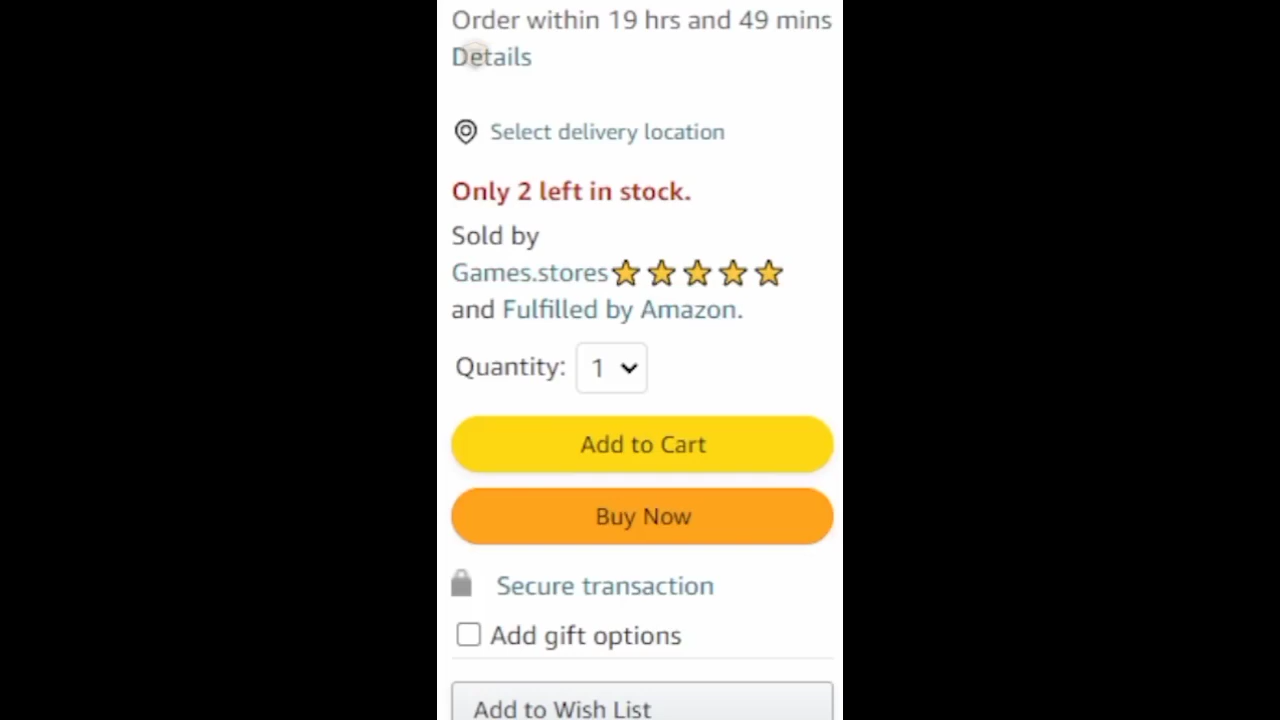 Order within 19 hrs and 49 mins
Details
Select delivery location
Only 2 left in stock.
Sold by
Games.stores⭐⭐⭐⭐⭐
and Fulfilled by Amazon.
Quantity: 1
Add to Cart
Buy Now
Secure transaction
Add gift options
Add to Wish List